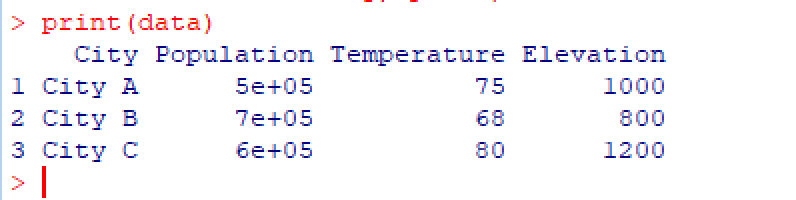 > print(data)
City Population Temperature Elevation
1 City A 5e+05 75 1000
2 City B 7e+05 68 800
3 City C 6e+05 80 1200
>